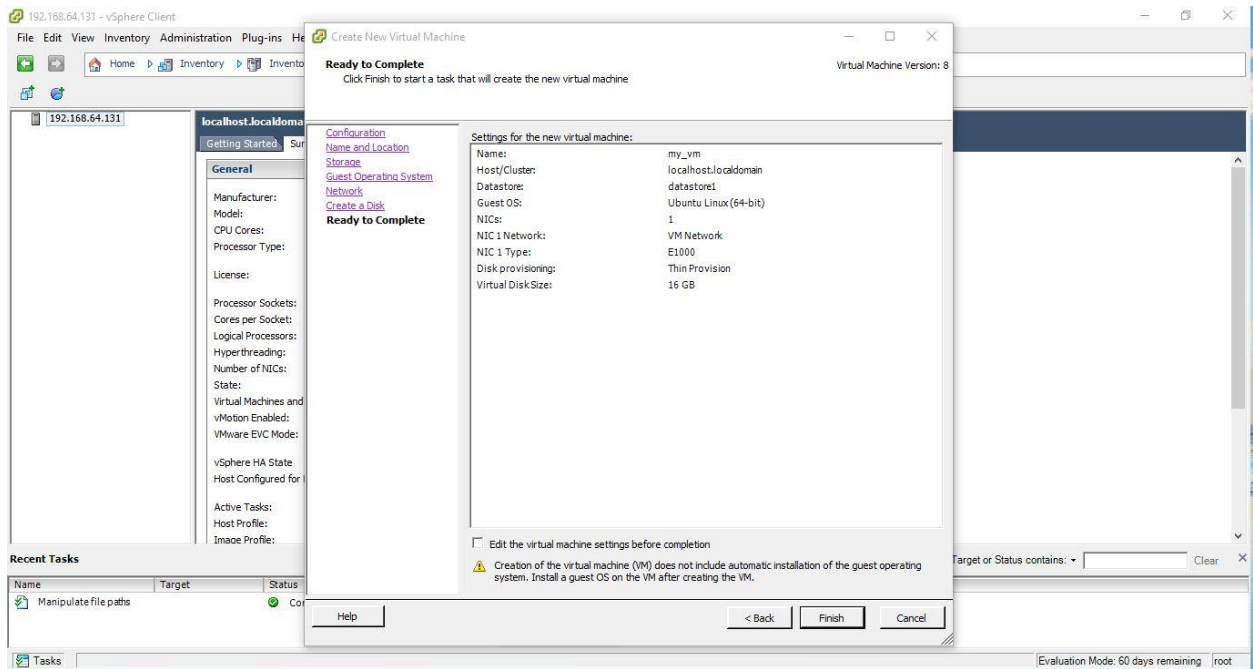 192.168.64.131 - vSphere Client
File Edit View Inventory Administration Plug-ins He
Home Inventory Invento
192.168.64.131
localhost.localdoma
Getting Started Sur
General
Manufacturer:
Model:
CPU Cores:
Processor Type:
License:
Processor Sockets:
Cores per Socket:
Logical Processors:
Hyperthreading:
Number of NICs:
State:
Virtual Machines and
vMotion Enabled:
VMware EVC Mode:
vSphere HA State
Host Configured for
Active Tasks:
Host Profile:
Image Profile:
Create New Virtual Machine
Ready to Complete
Click Finish to start a task that will create the new virtual machine
Virtual Machine Version: 8
Configuration
Name and Location
Storage
Guest Operating System
Network
Create a Disk
Ready to Complete
Settings for the new virtual machine:
Name: my_vm
Host/Cluster: localhost.localdomain
Datastore: datastore1
Guest OS: Ubuntu Linux (64-bit)
NICs: 1
NIC 1 Network: VM Network
NIC 1 Type: E1000
Disk provisioning: Thin Provision
Virtual Disk Size: 16 GB
Edit the virtual machine settings before completion
Creation of the virtual machine (VM) does not include automatic installation of the guest operating
system. Install a guest OS on the VM after creating the VM.
Help < Back Finish Cancel
Recent Tasks
Target or Status contains: Clear
Name Target Status
Manipulate file paths Co
Tasks
Evaluation Mode: 60 days remaining root